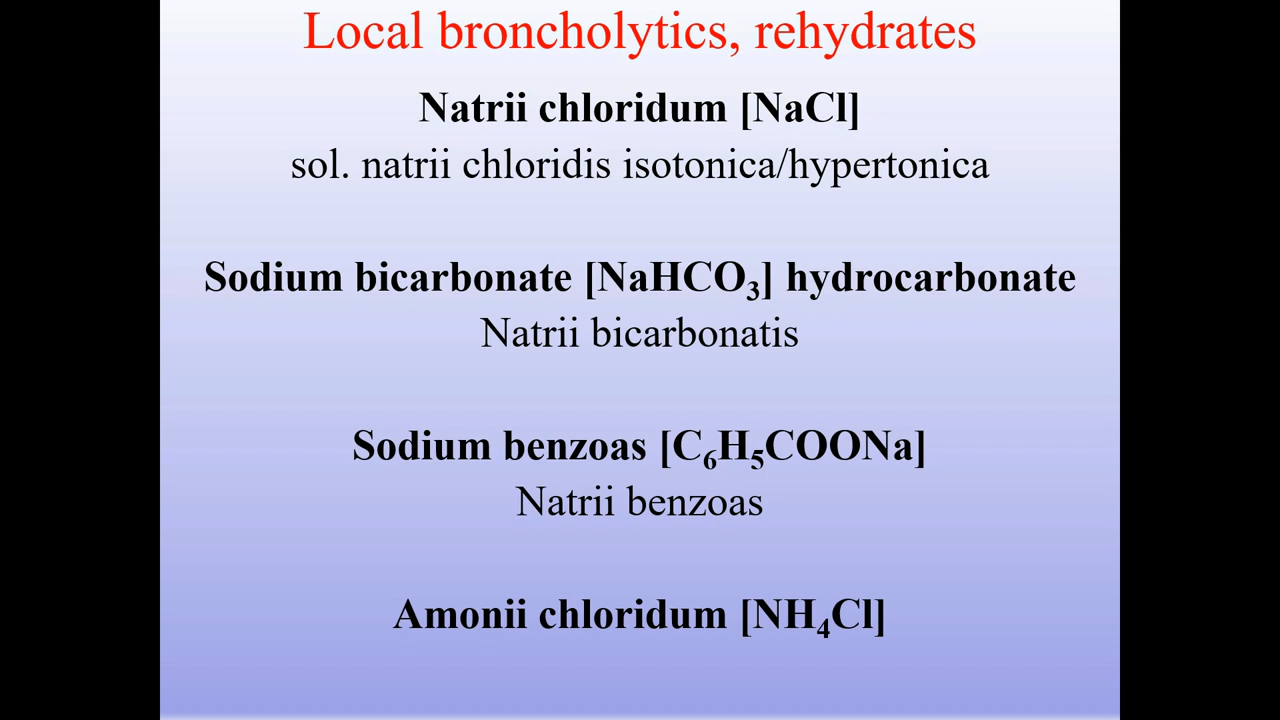 Local broncholytics, rehydrates
Natrii chloridum [NaCl]
sol. natrii chloridis isotonica/hypertonica
Sodium bicarbonate [NaHCO₃] hydrocarbonate
Natrii bicarbonatis
Sodium benzoas [C₆H₅COONa]
Natrii benzoas
Amonii chloridum [NH₄Cl]